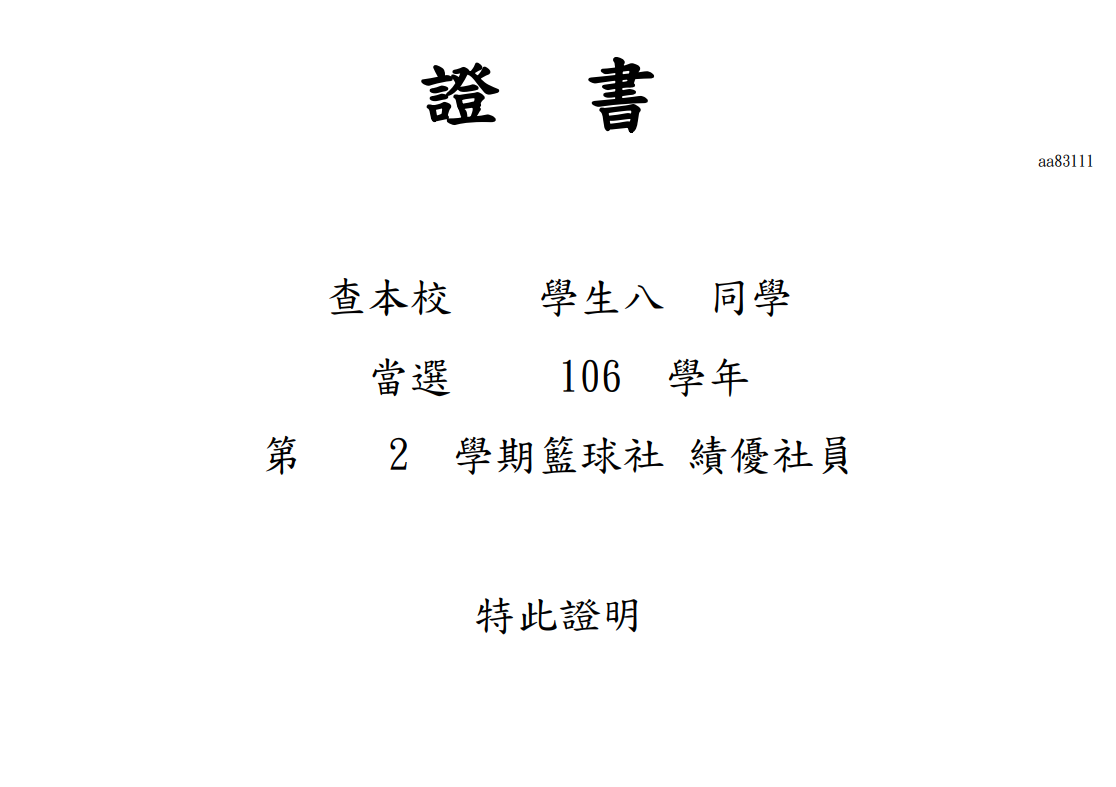 證 書
aa83111
查本校 學生八 同學
當選 106 學年
第 2 學期籃球社 績優社員
特此證明